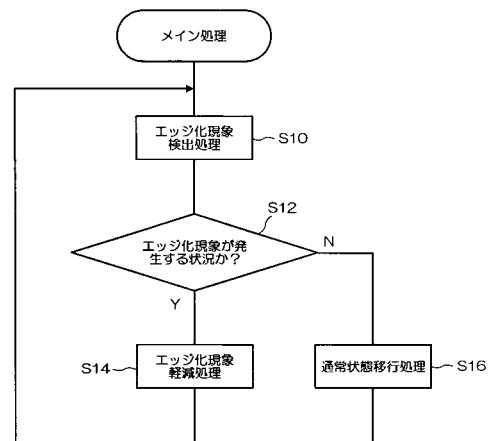 メイン処理
エッジ化現象
検出処理
S10
S12
エッジ化現象が発
生する状況か？
N
Y
S14
エッジ化現象
軽減処理
通常状態移行処理
S16